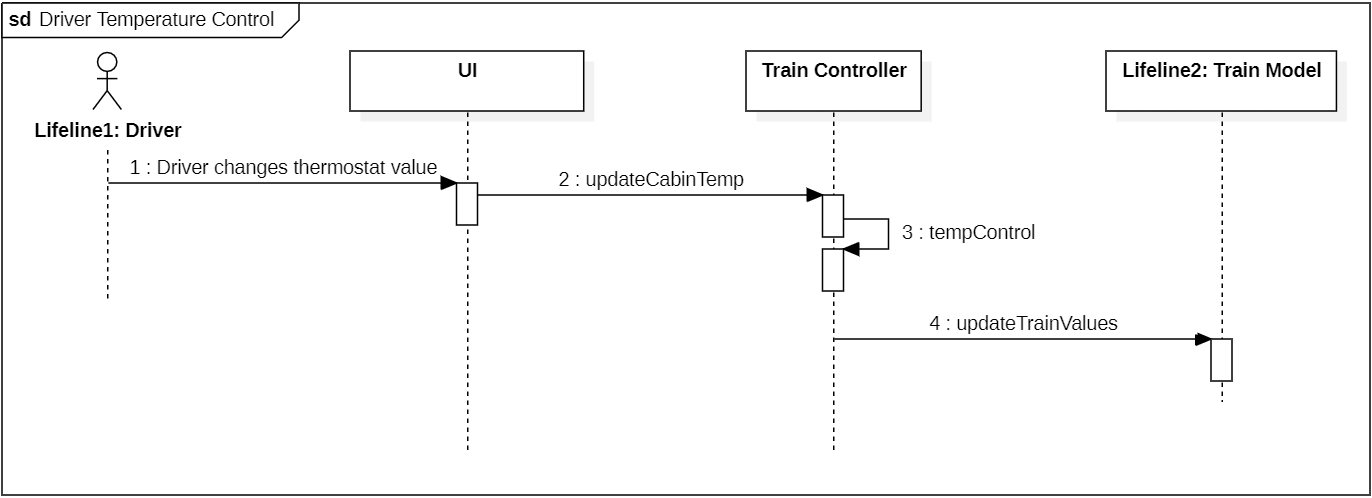 sd Driver Temperature Control
UI
Train Controller
Lifeline2: Train Model
Lifeline1: Driver
1 : Driver changes thermostat value
2 : updateCabinTemp
3 : tempControl
4 : updateTrainValues